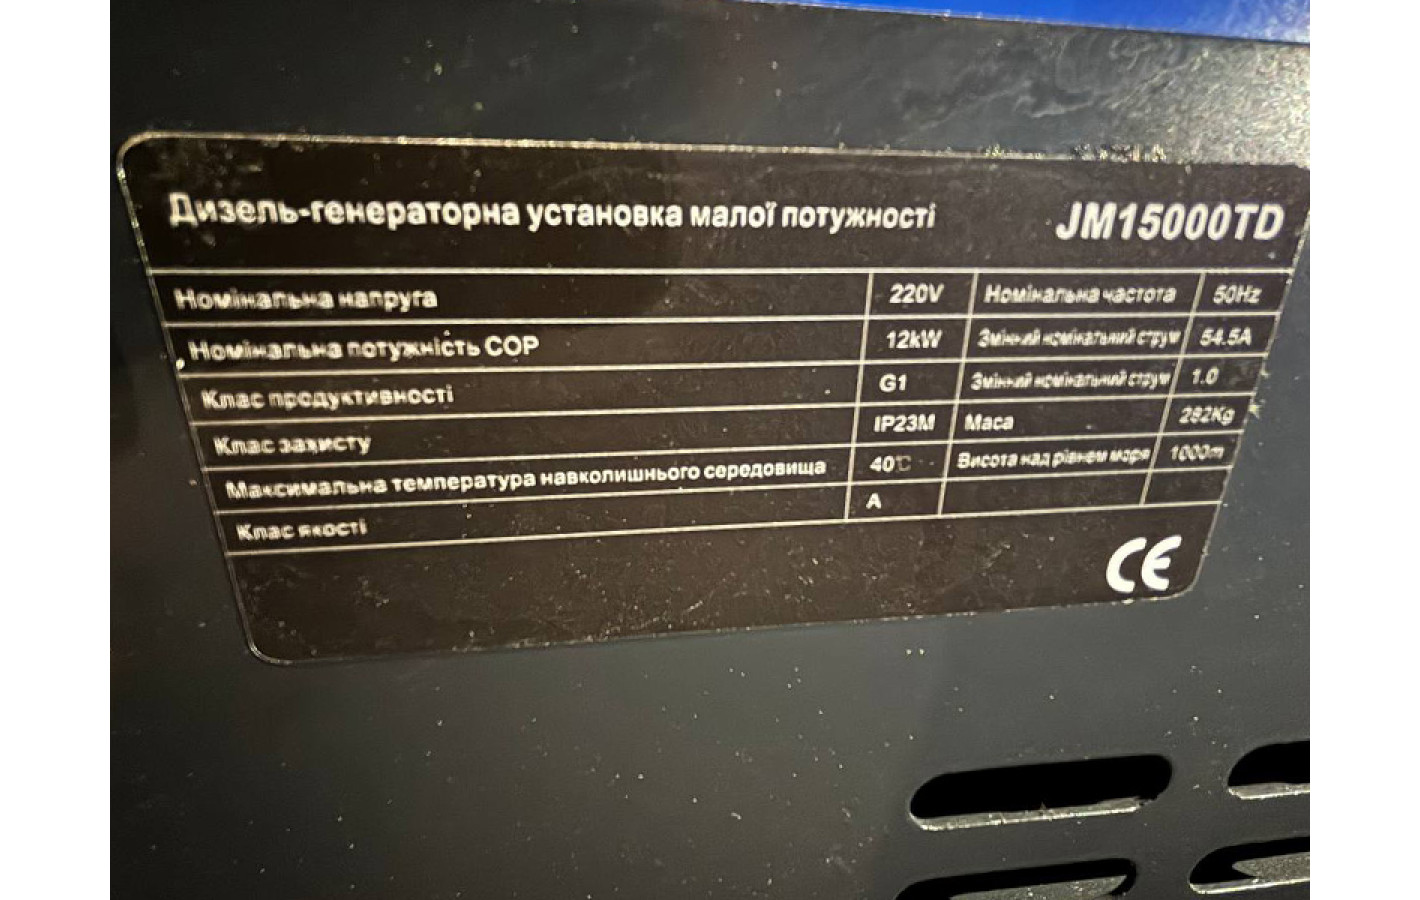 Дизель-генераторна установка малої потужності JM15000TD
Номінальна напруга 220V Номінальна частота 50Hz
Номінальна потужність COP 12kW Змінний номінальний струм 54.5A
Клас продуктивності G1 Змінний номінальний струм 1.0
Клас захисту IP23M Маса 282Kg
Максимальна температура навколишнього середовища 40℃ Висота над рівнем моря 1000m
Клас якості A
CE